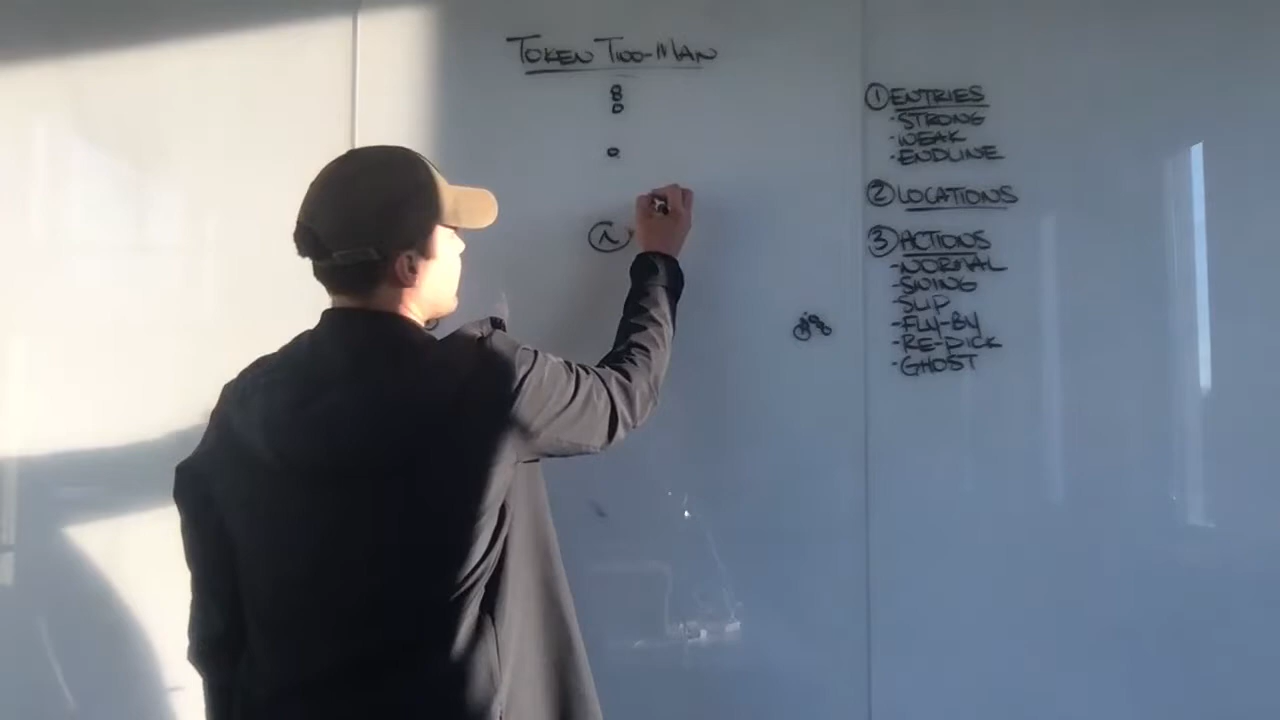 TOKEN TWO-MAN
① ENTRIES
·STRONG
·WEAK
·ENDLINE
② LOCATIONS
③ ACTIONS
-NORMAL
-SWING
-SLIP
-FLY-BY
-RE-PICK
-GHOST